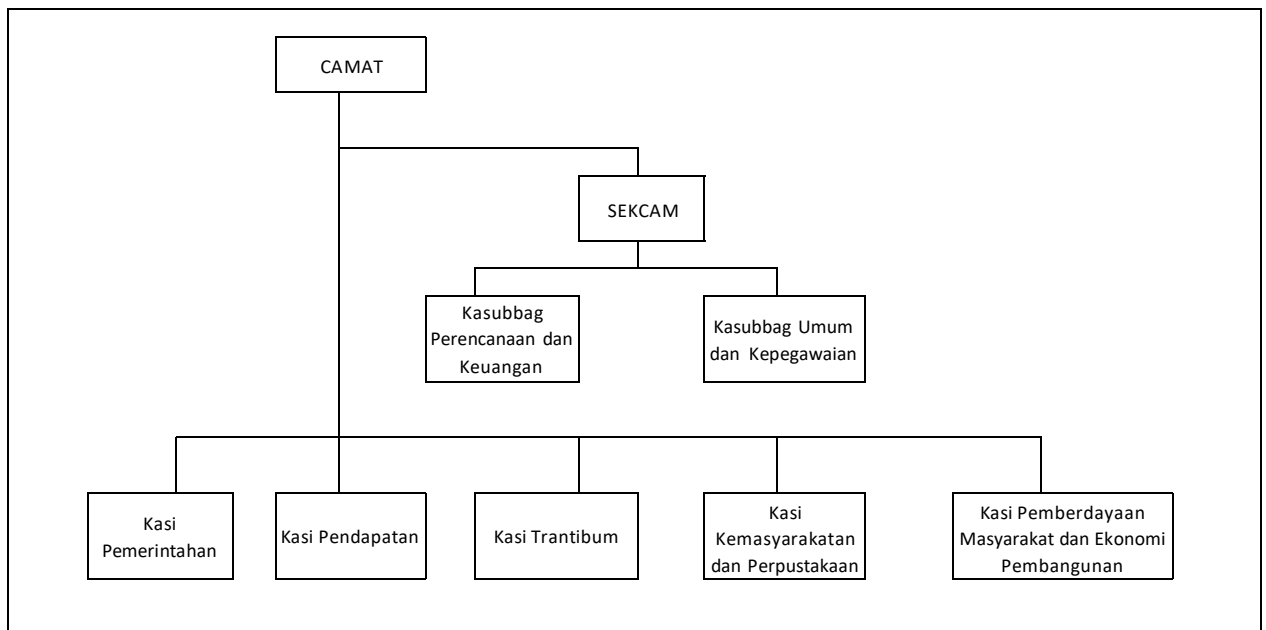 CAMAT
SEKCAM
Kasubbag
Perencanaan dan
Keuangan
Kasubbag Umum
dan Kepegawaian
Kasi
Pemerintahan
Kasi Pendapatan
Kasi Trantibum
Kasi
Kemasyarakatan
dan Perpustakaan
Kasi Pemberdayaan
Masyarakat dan Ekonomi
Pembangunan